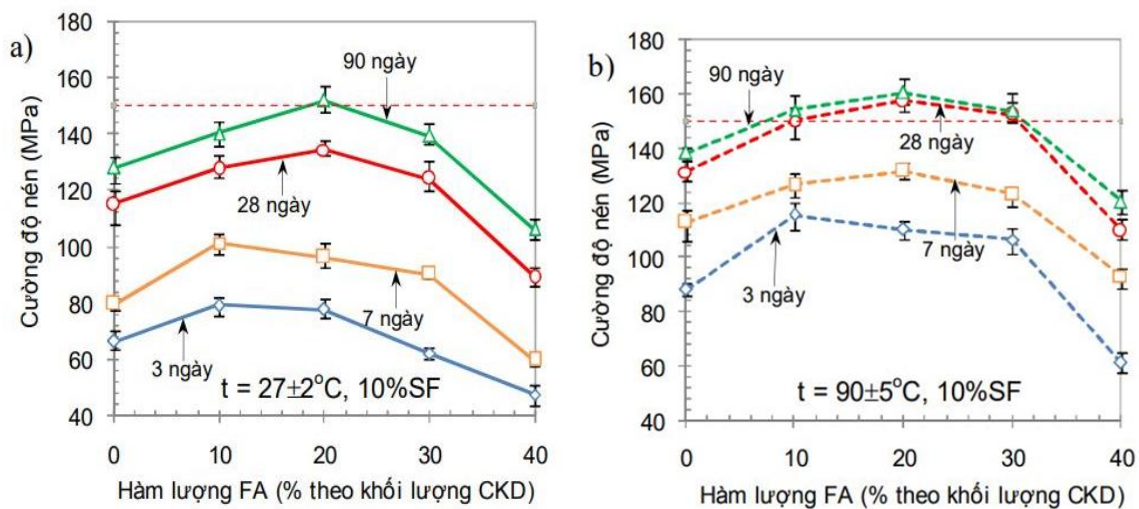 a)
Cường độ nén (MPa)
180
160
140
120
100
80
60
40
90 ngày
28 ngày
7 ngày
3 ngày
t = 27±2°C, 10%SF
0 10 20 30 40
Hàm lượng FA (% theo khối lượng CKD)
b)
Cường độ nén (MPa)
180
160
140
120
100
80
60
40
90 ngày
28 ngày
7 ngày
3 ngày
t = 90±5°C, 10%SF
0 10 20 30 40
Hàm lượng FA (% theo khối lượng CKD)